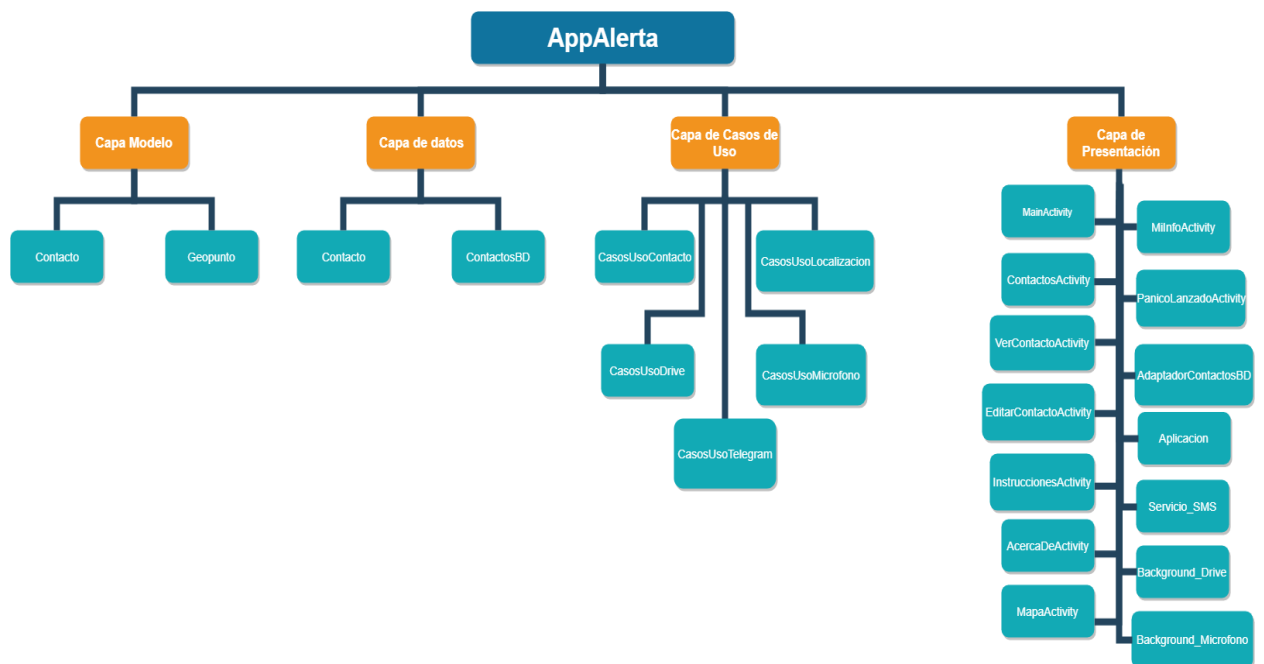 AppAlerta
Capa Modelo
Capa de datos
Capa de Casos de
Uso
Capa de
Presentación
Contacto
Geopunto
Contacto
ContactosBD
CasosUsoContacto
CasosUsoLocalizacion
CasosUsoDrive
CasosUsoMicrofono
CasosUsoTelegram
MainActivity
MiInfoActivity
ContactosActivity
PanicoLanzadoActivity
VerContactoActivity
AdaptadorContactosBD
EditarContactoActivity
Aplicacion
InstruccionesActivity
Servicio_SMS
AcercaDeActivity
Background_Drive
MapaActivity
Background_Microfono